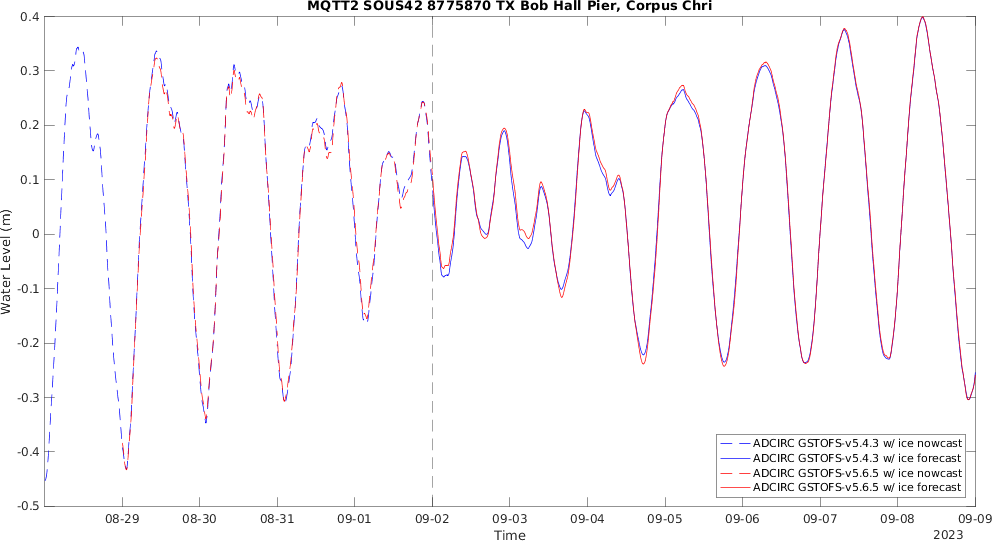 MQTT2 SOUS42 8775870 TX Bob Hall Pier, Corpus Chri
0.4
0.3
0.2
0.1
0
-0.1
-0.2
-0.3
-0.4
-0.5
Water Level (m)
ADCIRC GSTOFS-v5.4.3 w/ ice nowcast
ADCIRC GSTOFS-v5.4.3 w/ ice forecast
ADCIRC GSTOFS-v5.6.5 w/ ice nowcast
ADCIRC GSTOFS-v5.6.5 w/ ice forecast
08-29 08-30 08-31 09-01 09-02 09-03 09-04 09-05 09-06 09-07 09-08 09-09
Time
2023